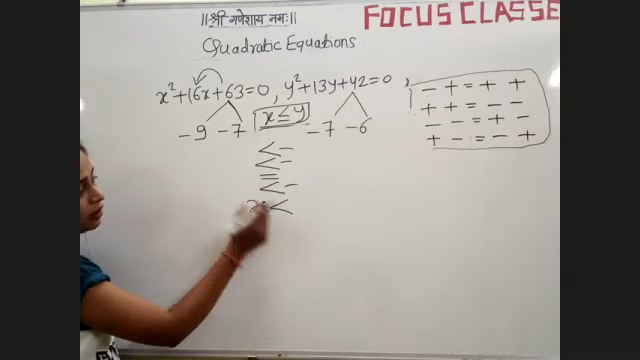 ॥श्री गणेशाय नमः॥
FOCUS CLASSE
Quadratic Equations
x²+16x+63=0, y²+13y+42=0,
-9 -7 x≤y -7 -6
- + = + +
+ + = - -
- - = + -
+ - = - +
< -
≤ -
=
< -
<